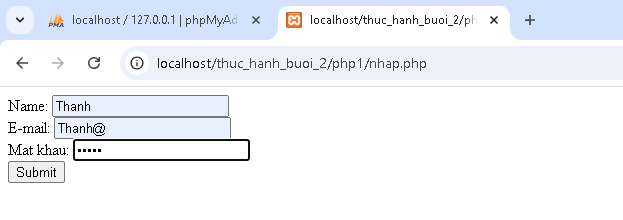 localhost / 127.0.0.1 | phpMyAd
localhost/thuc_hanh_buoi_2/ph
localhost/thuc_hanh_buoi_2/php1/nhap.php
Name: Thanh
E-mail: Thanh@
Mat khau: •••••
Submit